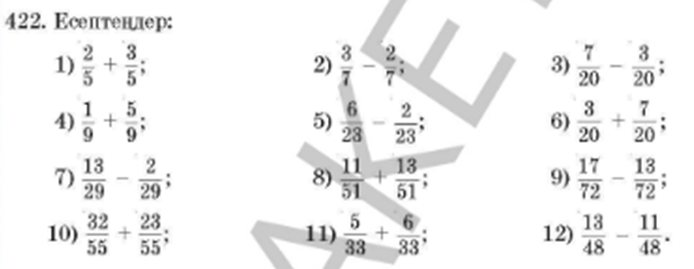 422. Есептеңдер:
1) 2/5 + 3/5; 2) 3/7 − 2/7; 3) 7/20 − 3/20;
4) 1/9 + 5/9; 5) 6/23 − 2/23; 6) 3/20 + 7/20;
7) 13/29 − 2/29; 8) 11/51 + 13/51; 9) 17/72 − 13/72;
10) 32/55 + 23/55; 11) 5/33 + 6/33; 12) 13/48 − 11/48.